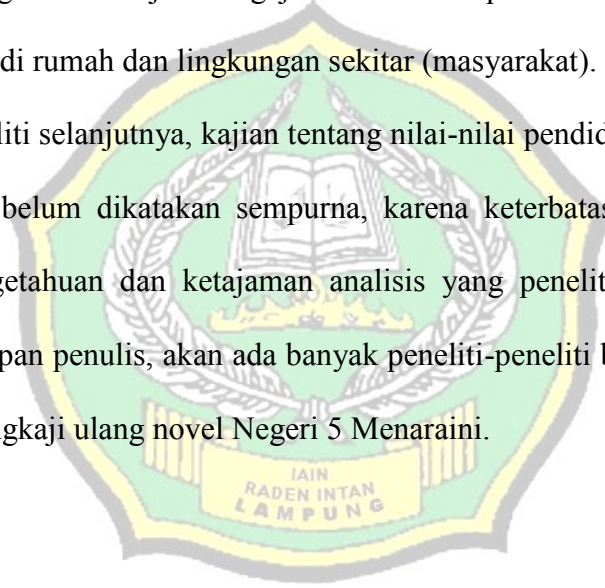 di rumah dan lingkungan sekitar (masyarakat).
liti selanjutnya, kajian tentang nilai-nilai pendid
belum dikatakan sempurna, karena keterbatas
getahuan dan ketajaman analisis yang penelit
pan penulis, akan ada banyak peneliti-peneliti b
gkaji ulang novel Negeri 5 Menaraini.
IAIN
RADEN INTAN
LAMPUNG